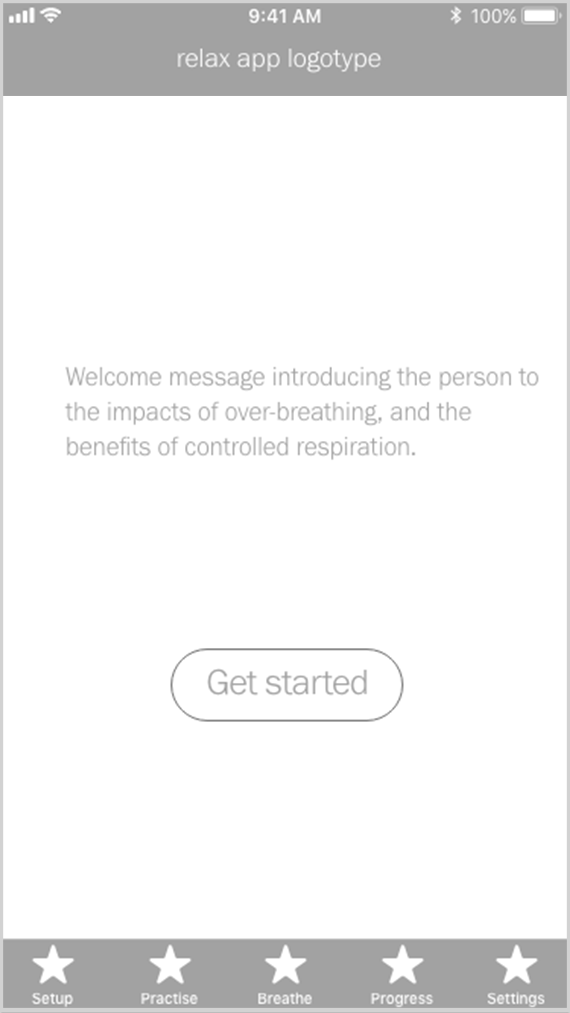 9:41 AM 100%
relax app logotype
Welcome message introducing the person to
the impacts of over-breathing, and the
benefits of controlled respiration.
Get started
Setup Practise Breathe Progress Settings